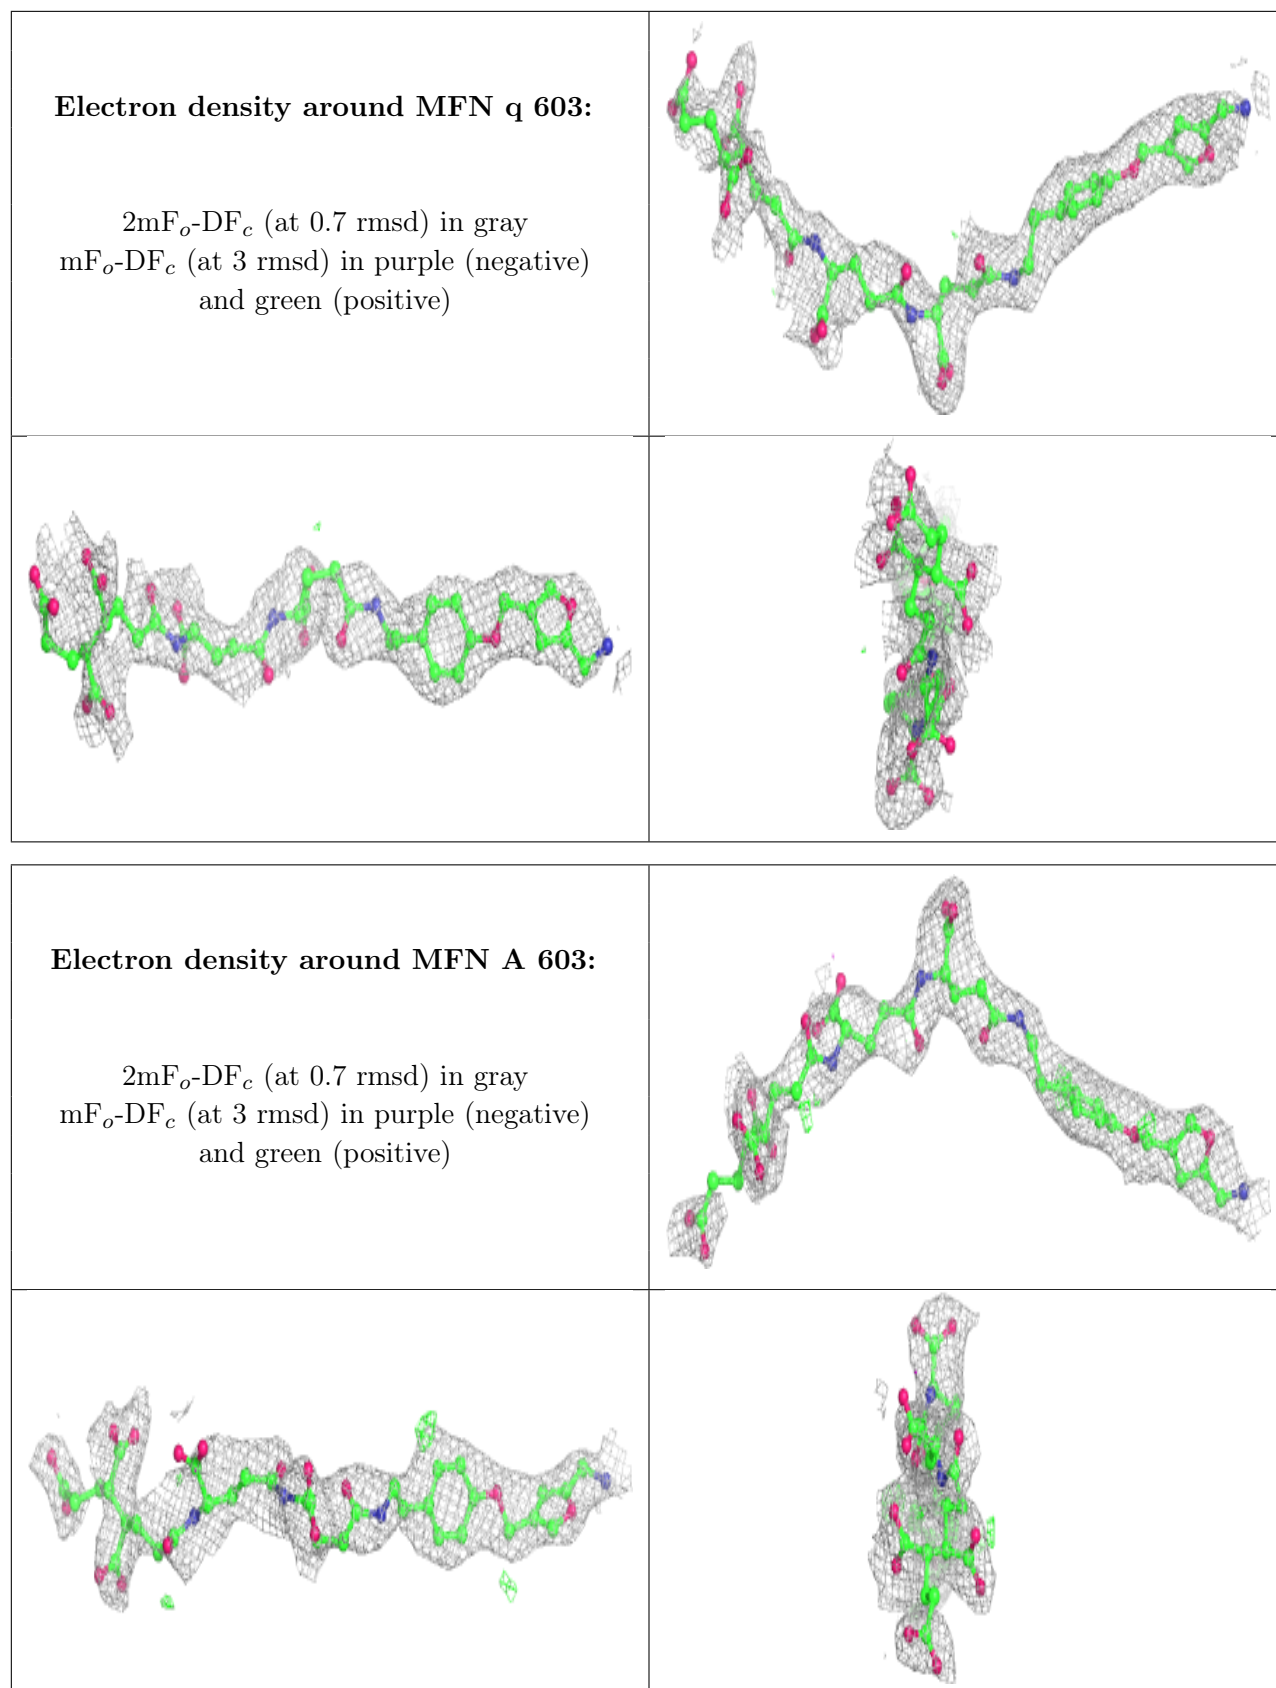 Electron density around MFN q 603:
2mFo-DFc (at 0.7 rmsd) in gray
mFo-DFc (at 3 rmsd) in purple (negative)
and green (positive)
Electron density around MFN A 603:
2mFo-DFc (at 0.7 rmsd) in gray
mFo-DFc (at 3 rmsd) in purple (negative)
and green (positive)